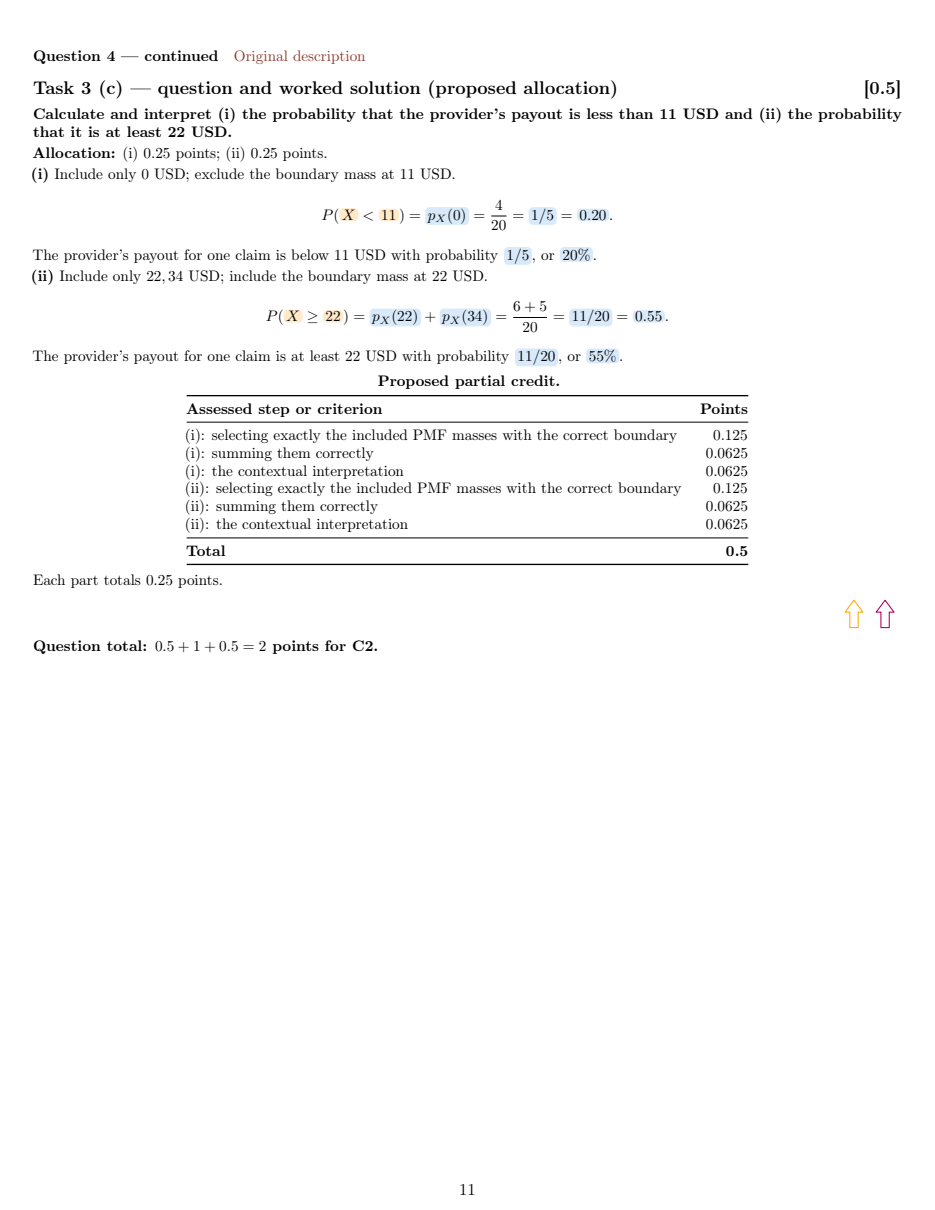 Question 4 — continued Original description
Task 3 (c) — question and worked solution (proposed allocation) [0.5]
Calculate and interpret (i) the probability that the provider's payout is less than 11 USD and (ii) the probability
that it is at least 22 USD.
Allocation: (i) 0.25 points; (ii) 0.25 points.
(i) Include only 0 USD; exclude the boundary mass at 11 USD.
P(X < 11) = p_X(0) = 4/20 = 1/5 = 0.20.
The provider's payout for one claim is below 11 USD with probability 1/5, or 20%.
(ii) Include only 22, 34 USD; include the boundary mass at 22 USD.
P(X ≥ 22) = p_X(22) + p_X(34) = (6 + 5)/20 = 11/20 = 0.55.
The provider's payout for one claim is at least 22 USD with probability 11/20, or 55%.
Proposed partial credit.
Assessed step or criterion Points
(i): selecting exactly the included PMF masses with the correct boundary 0.125
(i): summing them correctly 0.0625
(i): the contextual interpretation 0.0625
(ii): selecting exactly the included PMF masses with the correct boundary 0.125
(ii): summing them correctly 0.0625
(ii): the contextual interpretation 0.0625
Total 0.5
Each part totals 0.25 points.
Question total: 0.5 + 1 + 0.5 = 2 points for C2.
11